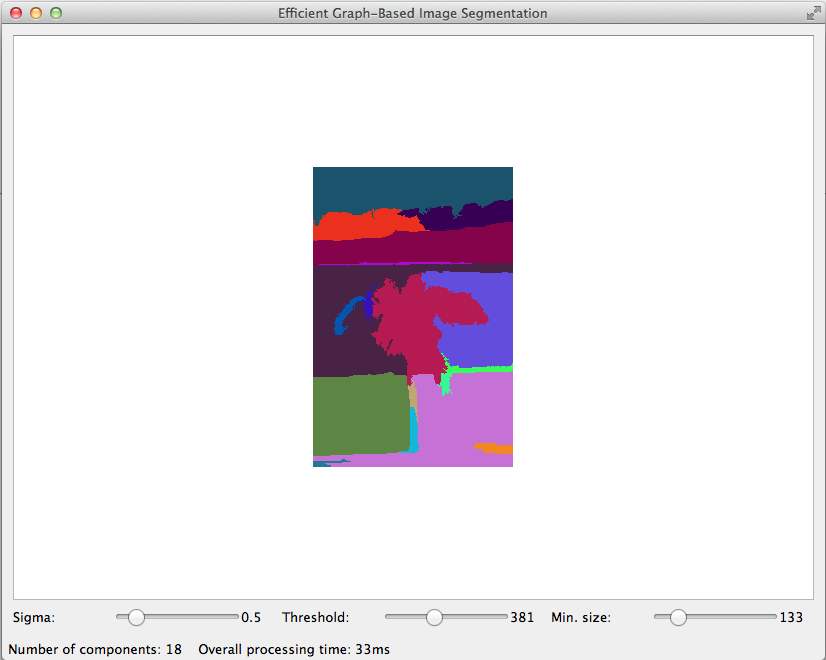 Efficient Graph-Based Image Segmentation
Sigma: 0.5 Threshold: 381 Min. size: 133
Number of components: 18 Overall processing time: 33ms